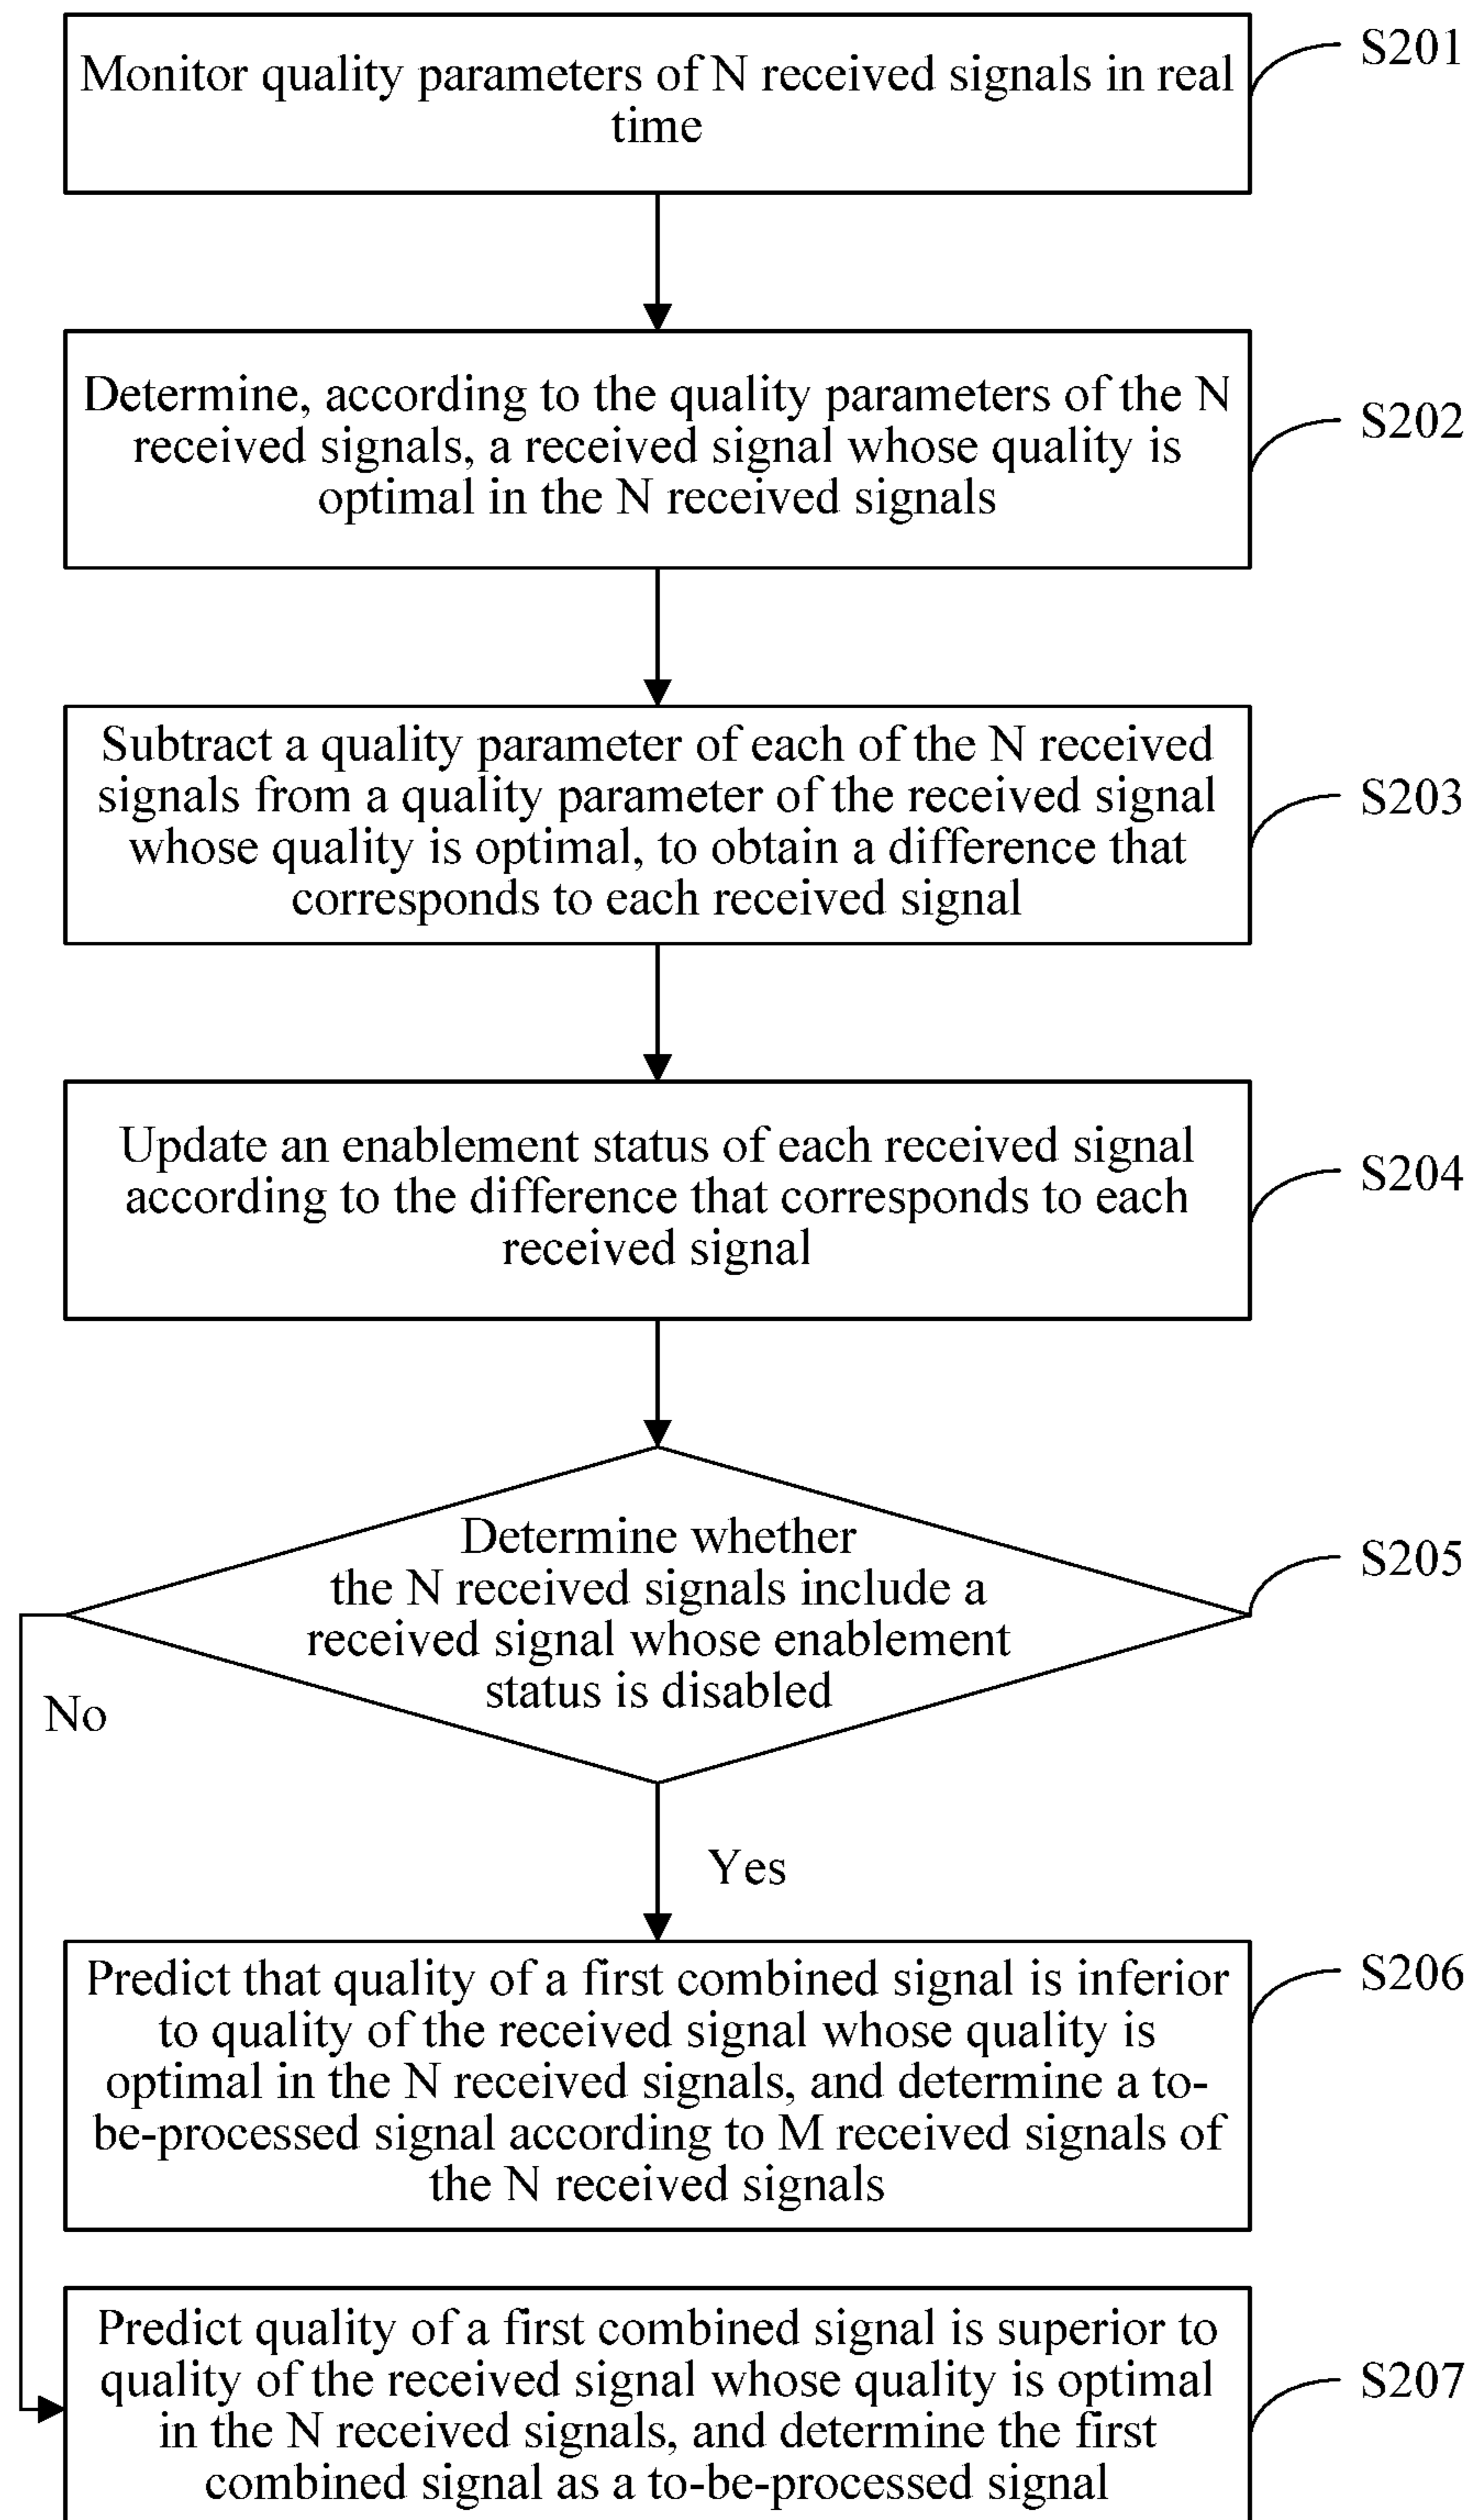 Monitor quality parameters of N received signals in real
time
S201
Determine, according to the quality parameters of the N
received signals, a received signal whose quality is
optimal in the N received signals
S202
Subtract a quality parameter of each of the N received
signals from a quality parameter of the received signal
whose quality is optimal, to obtain a difference that
corresponds to each received signal
S203
Update an enablement status of each received signal
according to the difference that corresponds to each
received signal
S204
Determine whether
the N received signals include a
received signal whose enablement
status is disabled
S205
No
Yes
Predict that quality of a first combined signal is inferior
to quality of the received signal whose quality is
optimal in the N received signals, and determine a to-
be-processed signal according to M received signals of
the N received signals
S206
Predict quality of a first combined signal is superior to
quality of the received signal whose quality is optimal
in the N received signals, and determine the first
combined signal as a to-be-processed signal
S207